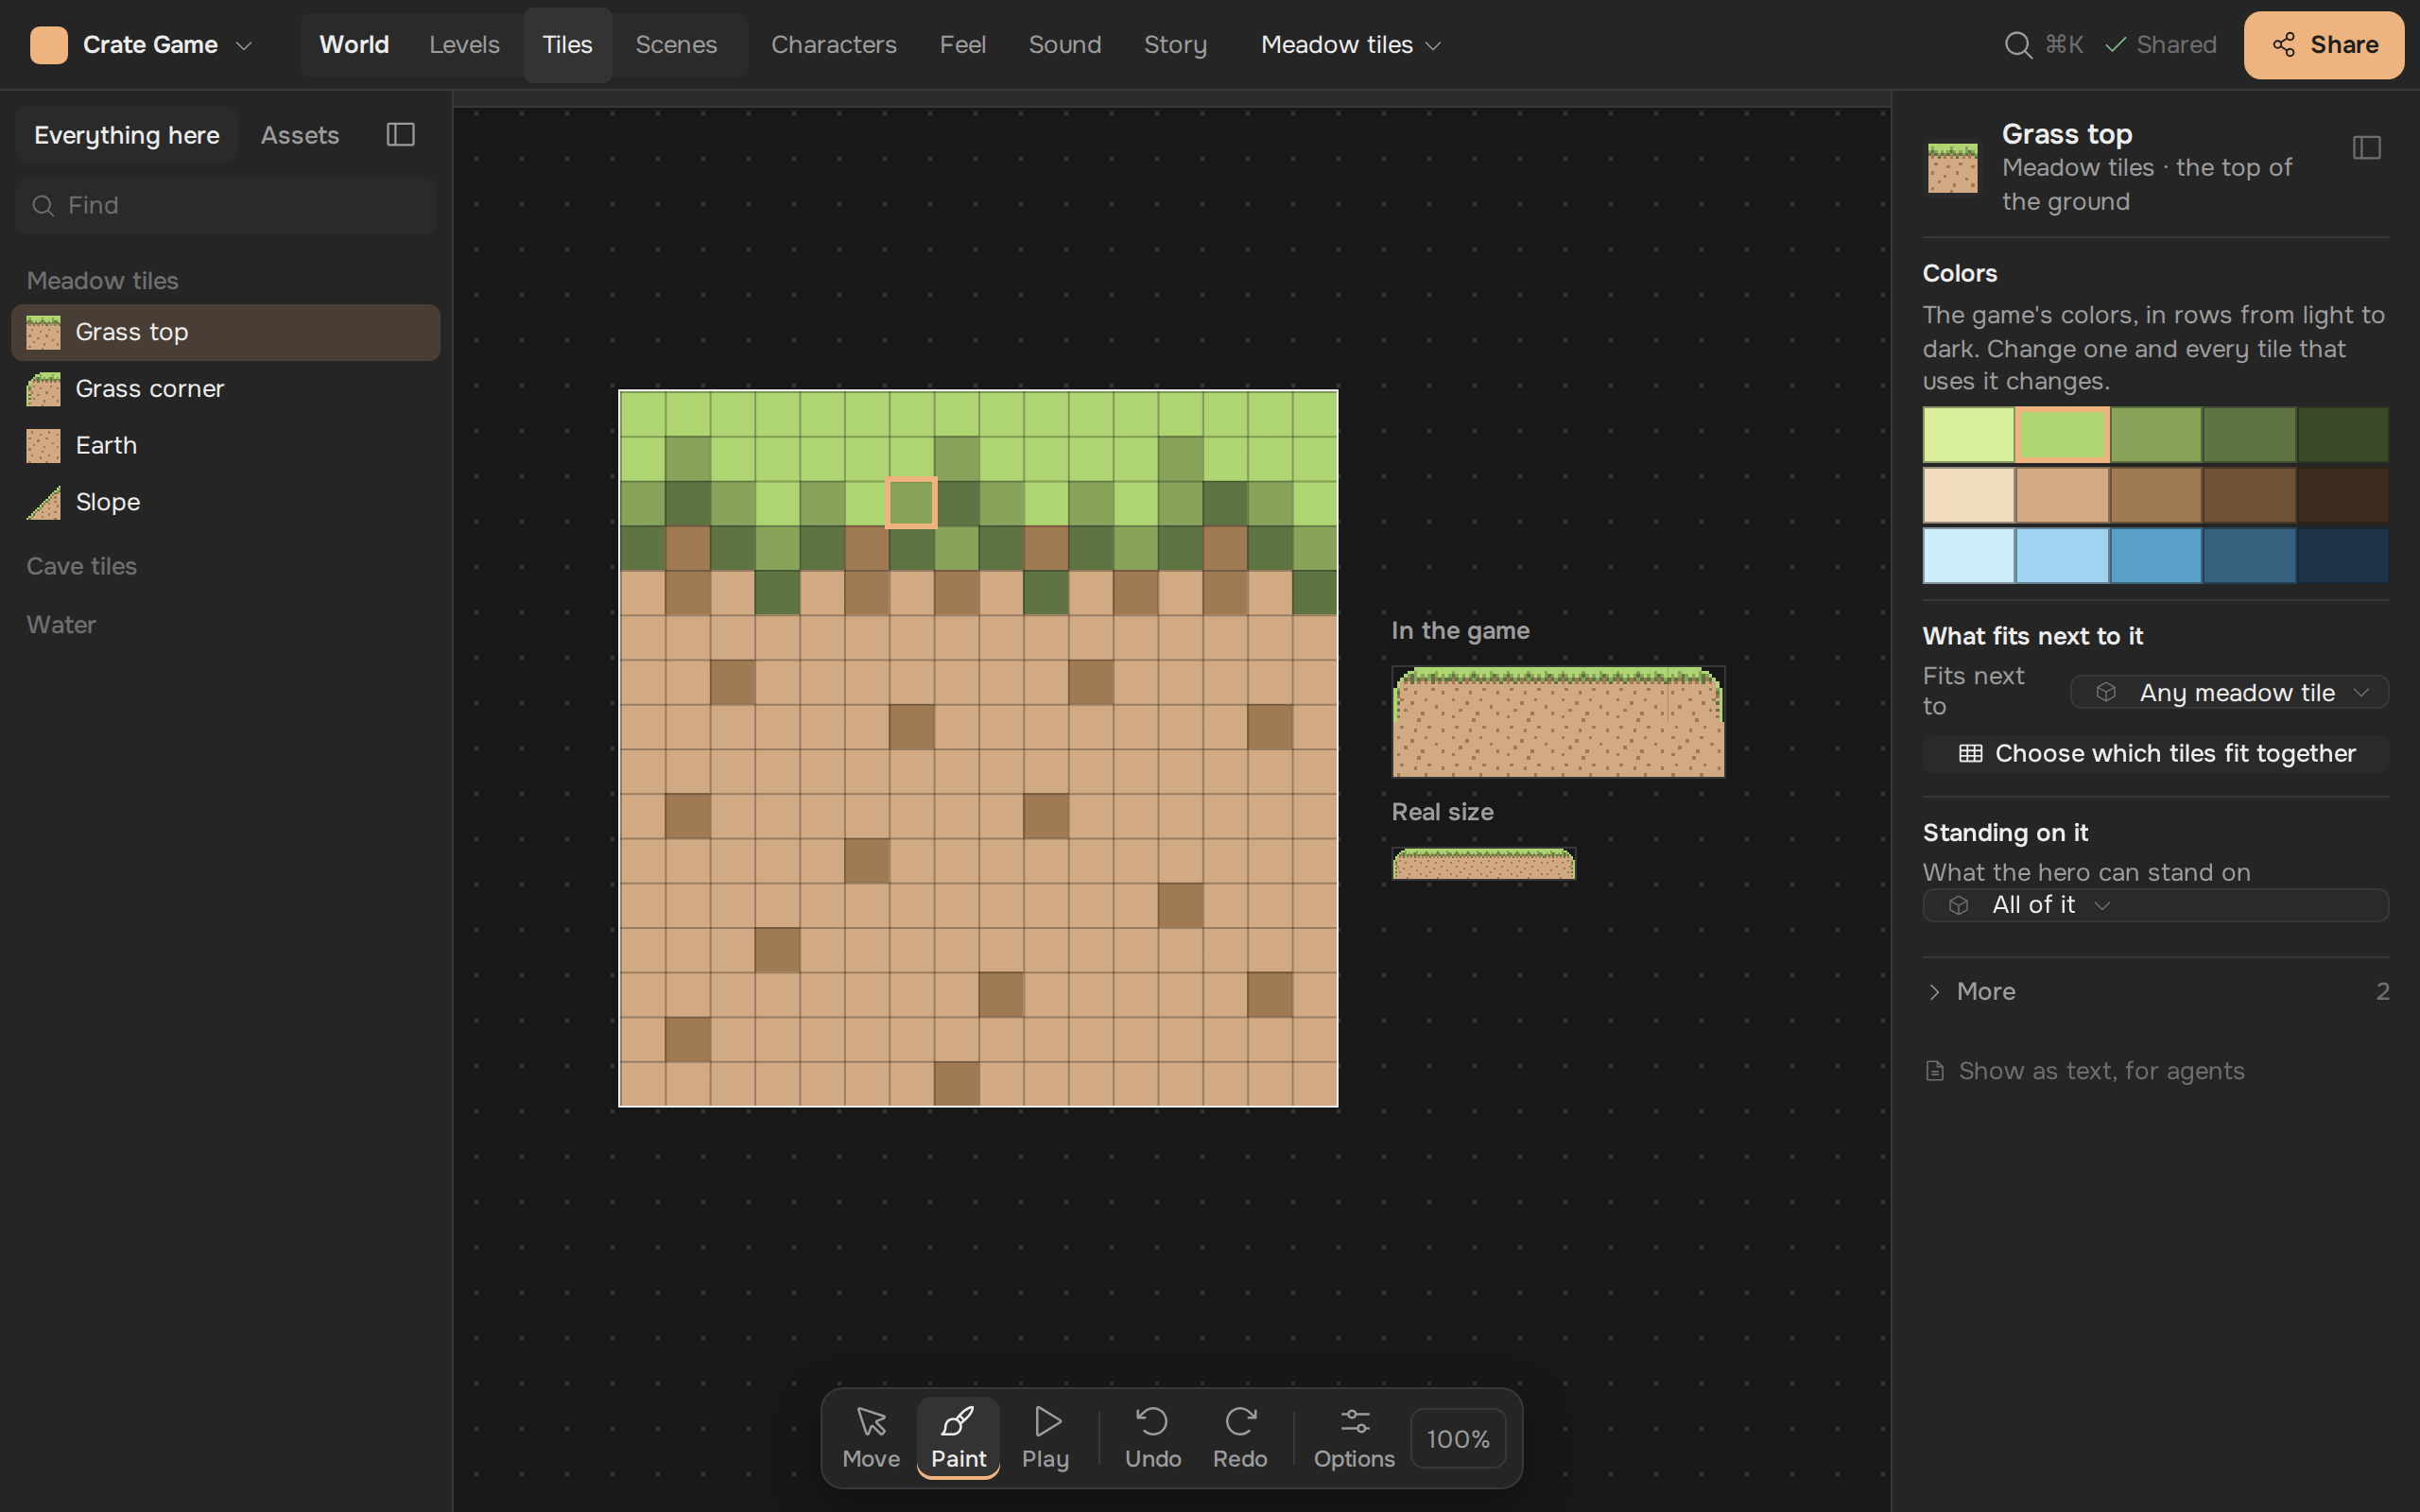 Crate Game
World
Levels
Tiles
Scenes
Characters
Feel
Sound
Story
Meadow tiles
⌘K
Shared
Share
Everything here
Assets
Find
Meadow tiles
Grass top
Grass corner
Earth
Slope
Cave tiles
Water
In the game
Real size
Move
Paint
Play
Undo
Redo
Options
100%
Grass top
Meadow tiles · the top of
the ground
Colors
The game's colors, in rows from light to
dark. Change one and every tile that
uses it changes.
What fits next to it
Fits next
to
Any meadow tile
Choose which tiles fit together
Standing on it
What the hero can stand on
All of it
More
2
Show as text, for agents